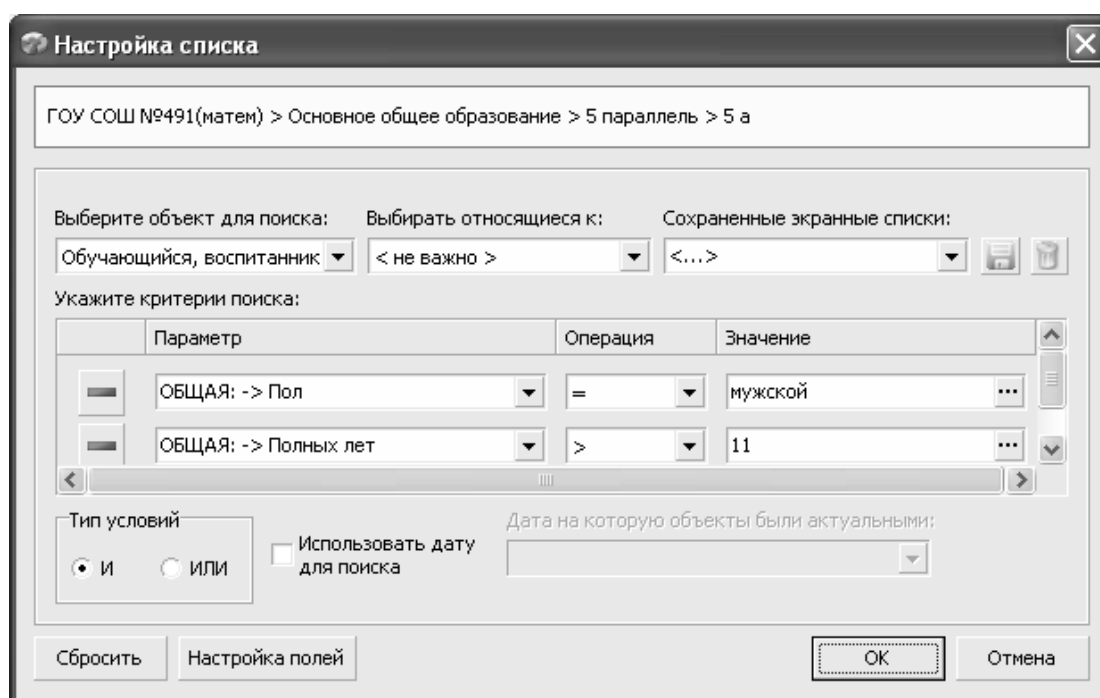 Настройка списка
ГОУ СОШ №491(матем) > Основное общее образование > 5 параллель > 5 а
Выберите объект для поиска: Выбирать относящиеся к: Сохраненные экранные списки:
Обучающийся, воспитанник < не важно > <...>
Укажите критерии поиска:
Параметр Операция Значение
ОБЩАЯ: -> Пол = мужской ...
ОБЩАЯ: -> Полных лет > 11 ...
Тип условий
И ИЛИ
Использовать дату
для поиска
Дата на которую объекты были актуальными:
Сбросить Настройка полей OK Отмена